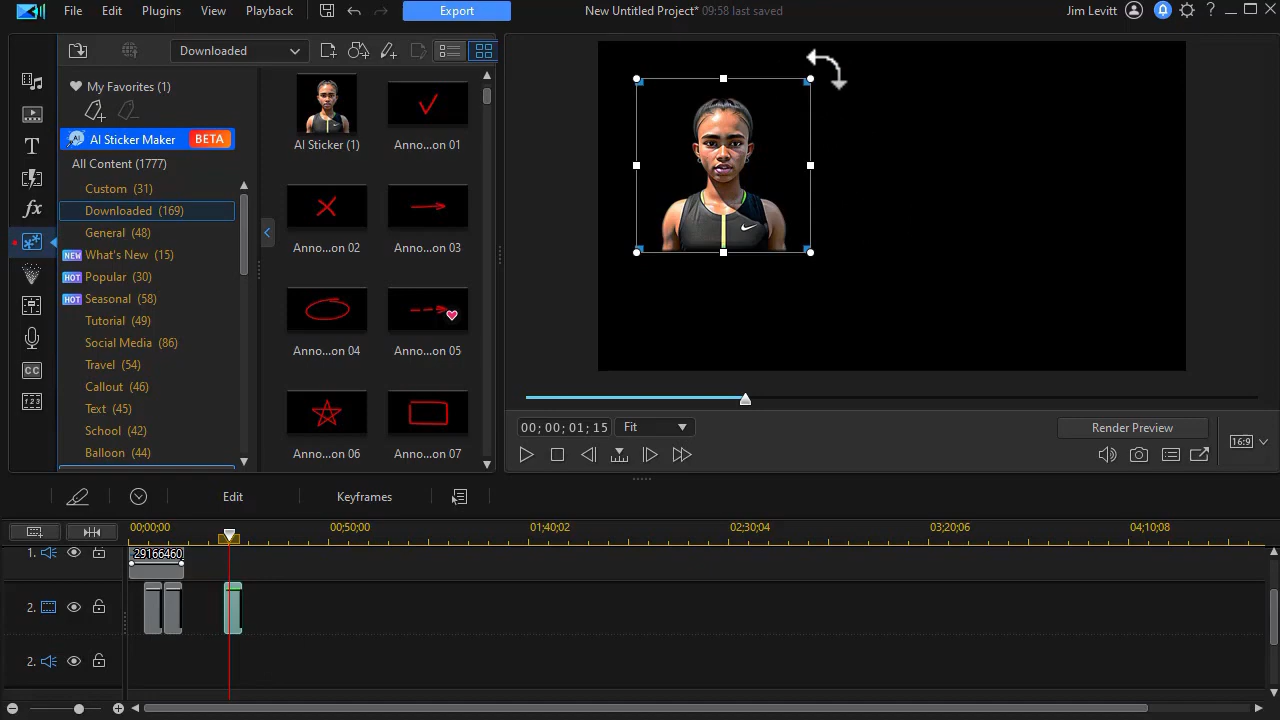 File Edit Plugins View Playback Export New Untitled Project* 09:58 last saved Jim Levitt
Downloaded
My Favorites (1)
AI Sticker Maker BETA
All Content (1777)
Custom (31)
Downloaded (169)
General (48)
NEW What's New (15)
HOT Popular (30)
HOT Seasonal (58)
Tutorial (49)
Social Media (86)
Travel (54)
Callout (46)
Text (45)
School (42)
Balloon (44)
AI Sticker (1) Anno...on 01
Anno...on 02 Anno...on 03
Anno...on 04 Anno...on 05
Anno...on 06 Anno...on 07
00;00;01;15 Fit Render Preview
16:9
Edit Keyframes
00;00;00 00;50;00 01;40;02 02;30;04 03;20;06 04;10;08
1. 29166460
2.
2.